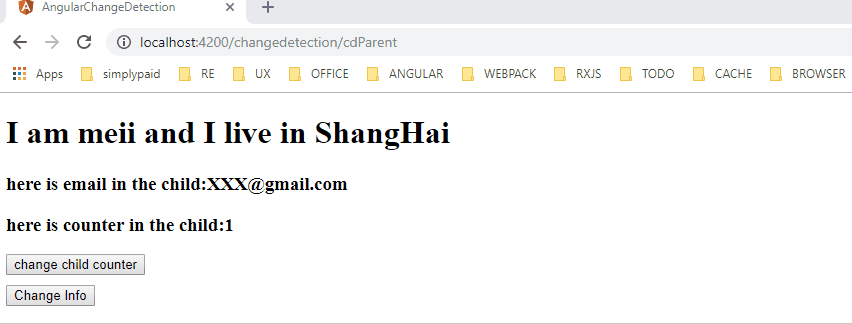 AngularChangeDetection
localhost:4200/changedetection/cdParent
Apps simplypaid RE UX OFFICE ANGULAR WEBPACK RXJS TODO CACHE BROWSER
I am meii and I live in ShangHai
here is email in the child:XXX@gmail.com
here is counter in the child:1
change child counter
Change Info